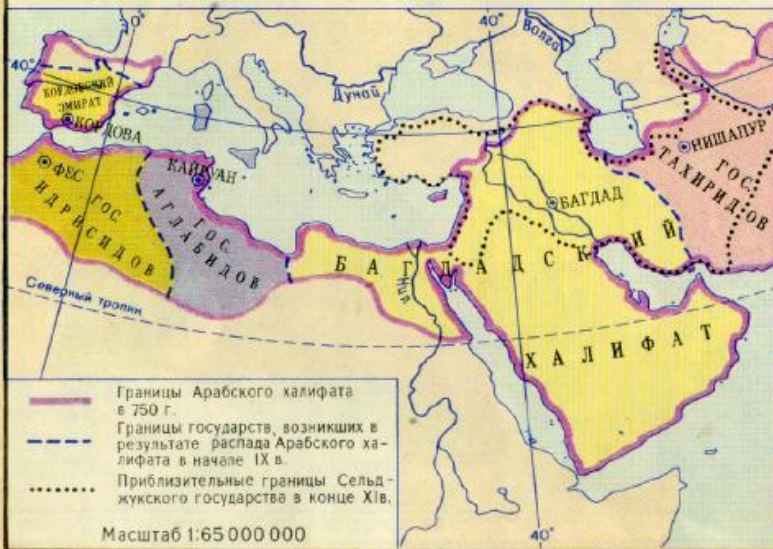 0°
40°
Волга
40°
Дунай
КОРДОВСКИЙ
ЭМИРАТ
КОРДОВА
НИШАПУР
ГОС.
ТАХИРИДОВ
ФЕС
ГОС.
ИДРИСИДОВ
КАЙРУАН
ГОС.
АГЛАБИДОВ
БАГДАД
БАГДАДСКИЙ
Нил
Северный тропик
ХАЛИФАТ
Границы Арабского халифата
в 750 г.
Границы государств, возникших в
результате распада Арабского ха-
лифата в начале IX в.
Приблизительные границы Сельд-
жукского государства в конце XIв.
Масштаб 1:65 000 000
40°